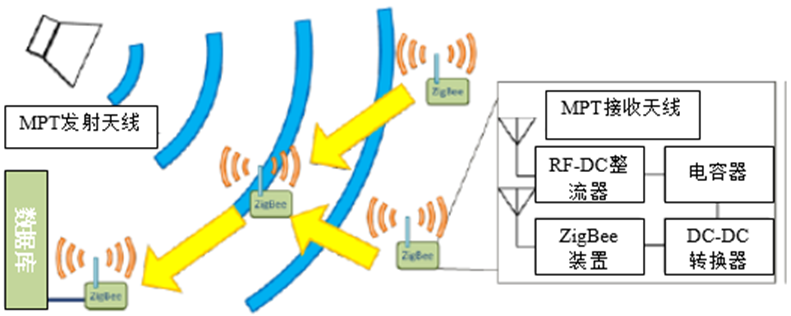 ZigBee
MPT发射天线
MPT接收天线
RF-DC整
流器
电容器
数据库
ZigBee
ZigBee
ZigBee
装置
DC-DC
转换器
ZigBee